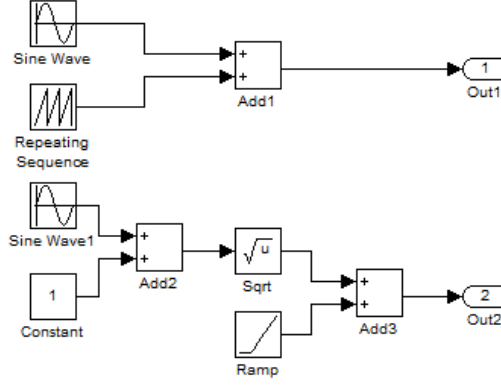 Sine Wave
+
+
Add1
1
Out1
Repeating
Sequence
Sine Wave1
+
+
Add2
1
Constant
√u
Sqrt
+
+
Add3
2
Out2
Ramp